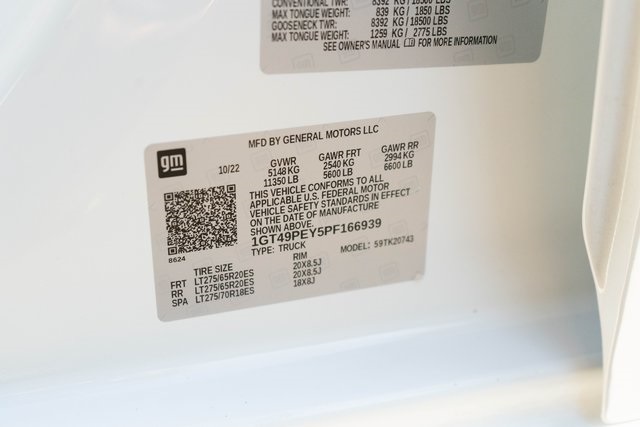 CONVENTIONAL TWR: 8392 KG / 18500 LBS
MAX TONGUE WEIGHT: 839 KG / 1850 LBS
GOOSENECK TWR: 8392 KG / 18500 LBS
MAX TONGUE WEIGHT: 1259 KG / 2775 LBS
SEE OWNER'S MANUAL FOR MORE INFORMATION
gm
MFD BY GENERAL MOTORS LLC
10/22 GVWR GAWR FRT GAWR RR
5148 KG 2540 KG 2994 KG
11350 LB 5600 LB 6600 LB
THIS VEHICLE CONFORMS TO ALL
APPLICABLE U.S. FEDERAL MOTOR
VEHICLE SAFETY STANDARDS IN EFFECT
ON THE DATE OF MANUFACTURE
1GT49PEY5PF166939
8624
TYPE: TRUCK MODEL: 59TK20743
TIRE SIZE RIM
FRT LT275/65R20ES 20X8.5J
RR LT275/65R20ES 20X8.5J
SPA LT275/70R18ES 18X8J